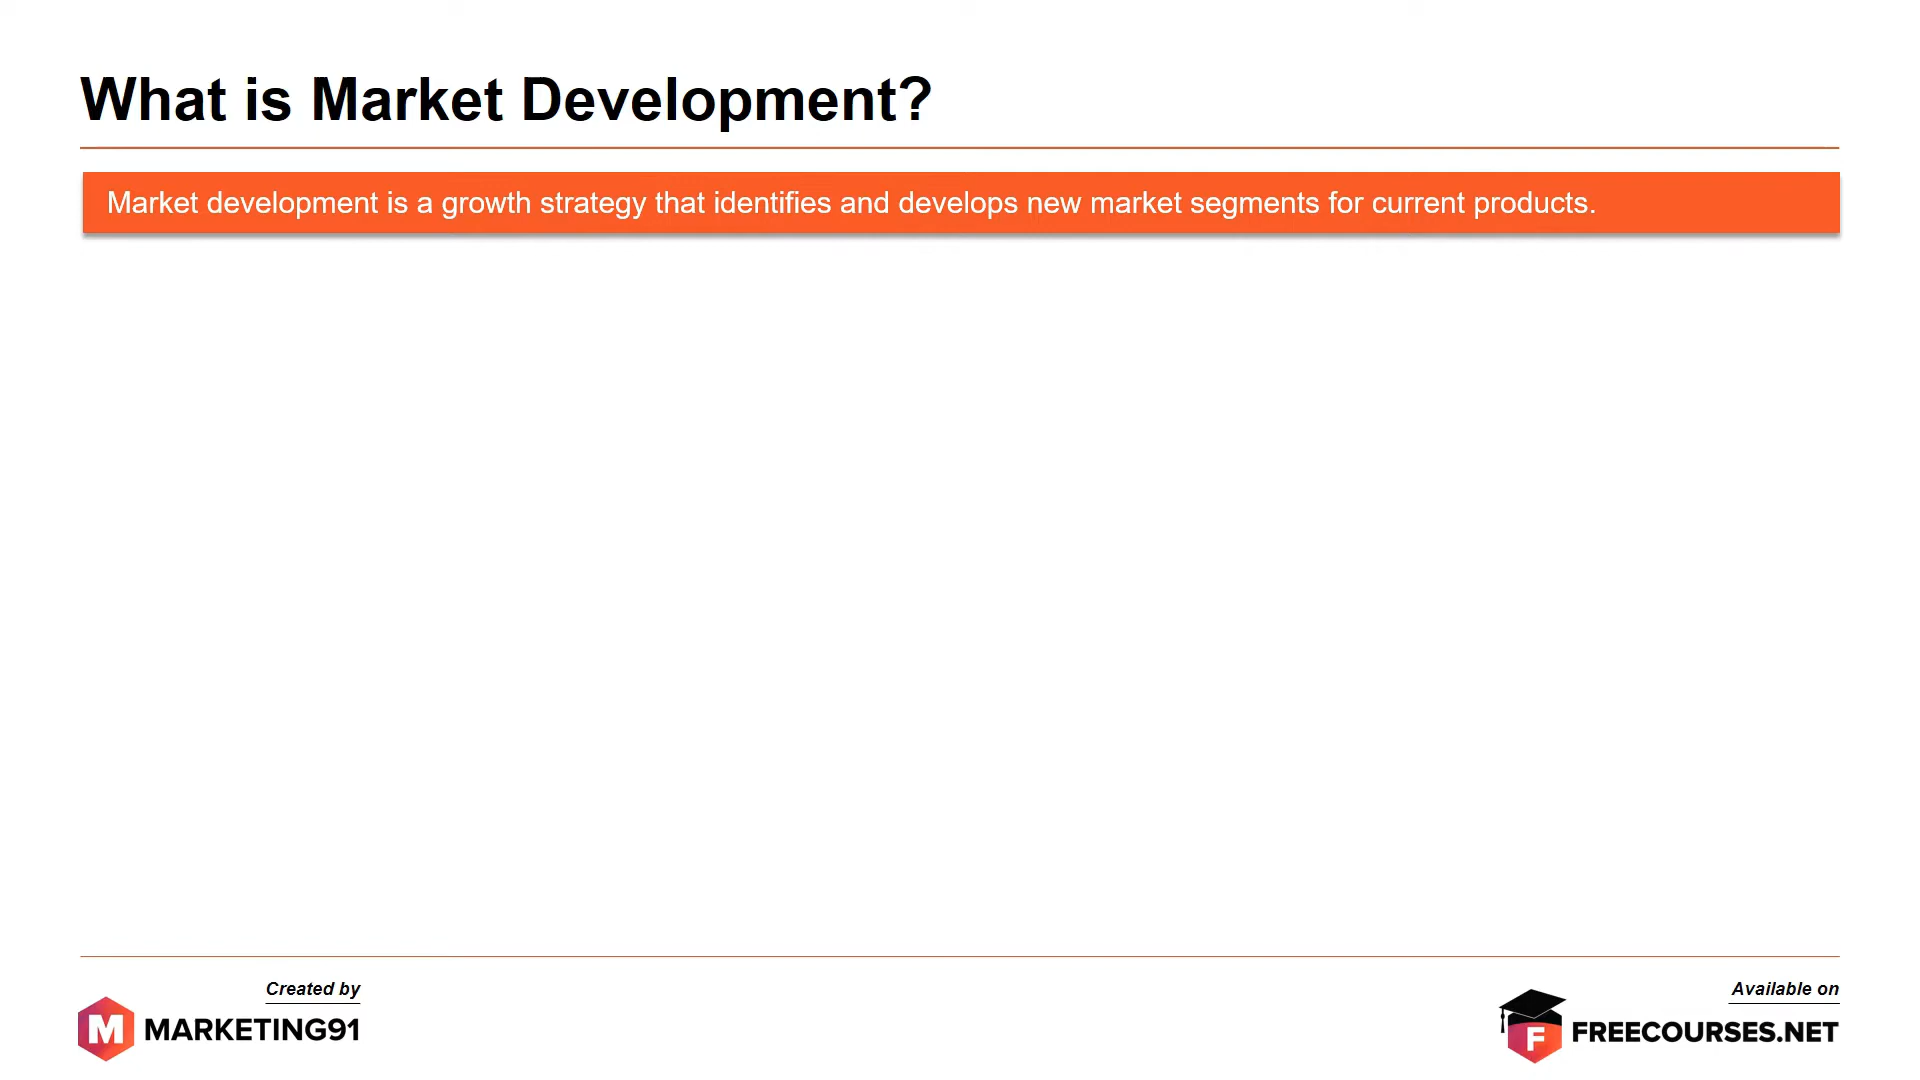 What is Market Development?
Market development is a growth strategy that identifies and develops new market segments for current products.
Created by
M MARKETING91
Available on
F FREECOURSES.NET